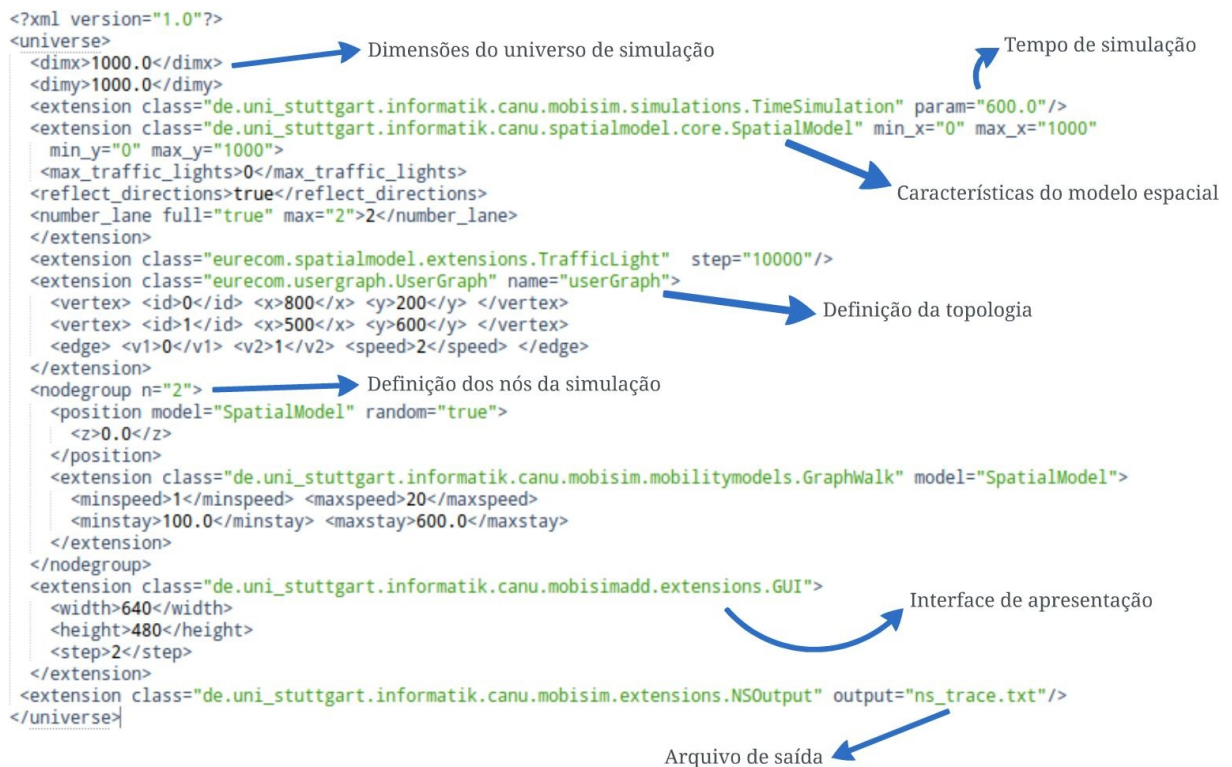 <?xml version="1.0"?>
<universe>
<dimx>1000.0</dimx>
Dimensões do universo de simulação
Tempo de simulação
<dimy>1000.0</dimy>
<extension class="de.uni_stuttgart.informatik.canu.mobisim.simulations.TimeSimulation" param="600.0"/>
<extension class="de.uni_stuttgart.informatik.canu.spatialmodel.core.SpatialModel" min_x="0" max_x="1000"
min_y="0" max_y="1000">
<max_traffic_lights>0</max_traffic_lights>
<reflect_directions>true</reflect_directions>
Características do modelo espacial
<number_lane full="true" max="2">2</number_lane>
</extension>
<extension class="eurecom.spatialmodel.extensions.TrafficLight" step="10000"/>
<extension class="eurecom.usergraph.UserGraph" name="userGraph">
<vertex> <id>0</id> <x>800</x> <y>200</y> </vertex>
Definição da topologia
<vertex> <id>1</id> <x>500</x> <y>600</y> </vertex>
<edge> <v1>0</v1> <v2>1</v2> <speed>2</speed> </edge>
</extension>
<nodegroup n="2">
Definição dos nós da simulação
<position model="SpatialModel" random="true">
<z>0.0</z>
</position>
<extension class="de.uni_stuttgart.informatik.canu.mobisim.mobilitymodels.GraphWalk" model="SpatialModel">
<minspeed>1</minspeed> <maxspeed>20</maxspeed>
<minstay>100.0</minstay> <maxstay>600.0</maxstay>
</extension>
</nodegroup>
<extension class="de.uni_stuttgart.informatik.canu.mobisimadd.extensions.GUI">
<width>640</width>
Interface de apresentação
<height>480</height>
<step>2</step>
</extension>
<extension class="de.uni_stuttgart.informatik.canu.mobisim.extensions.NSOutput" output="ns_trace.txt"/>
</universe>
Arquivo de saída